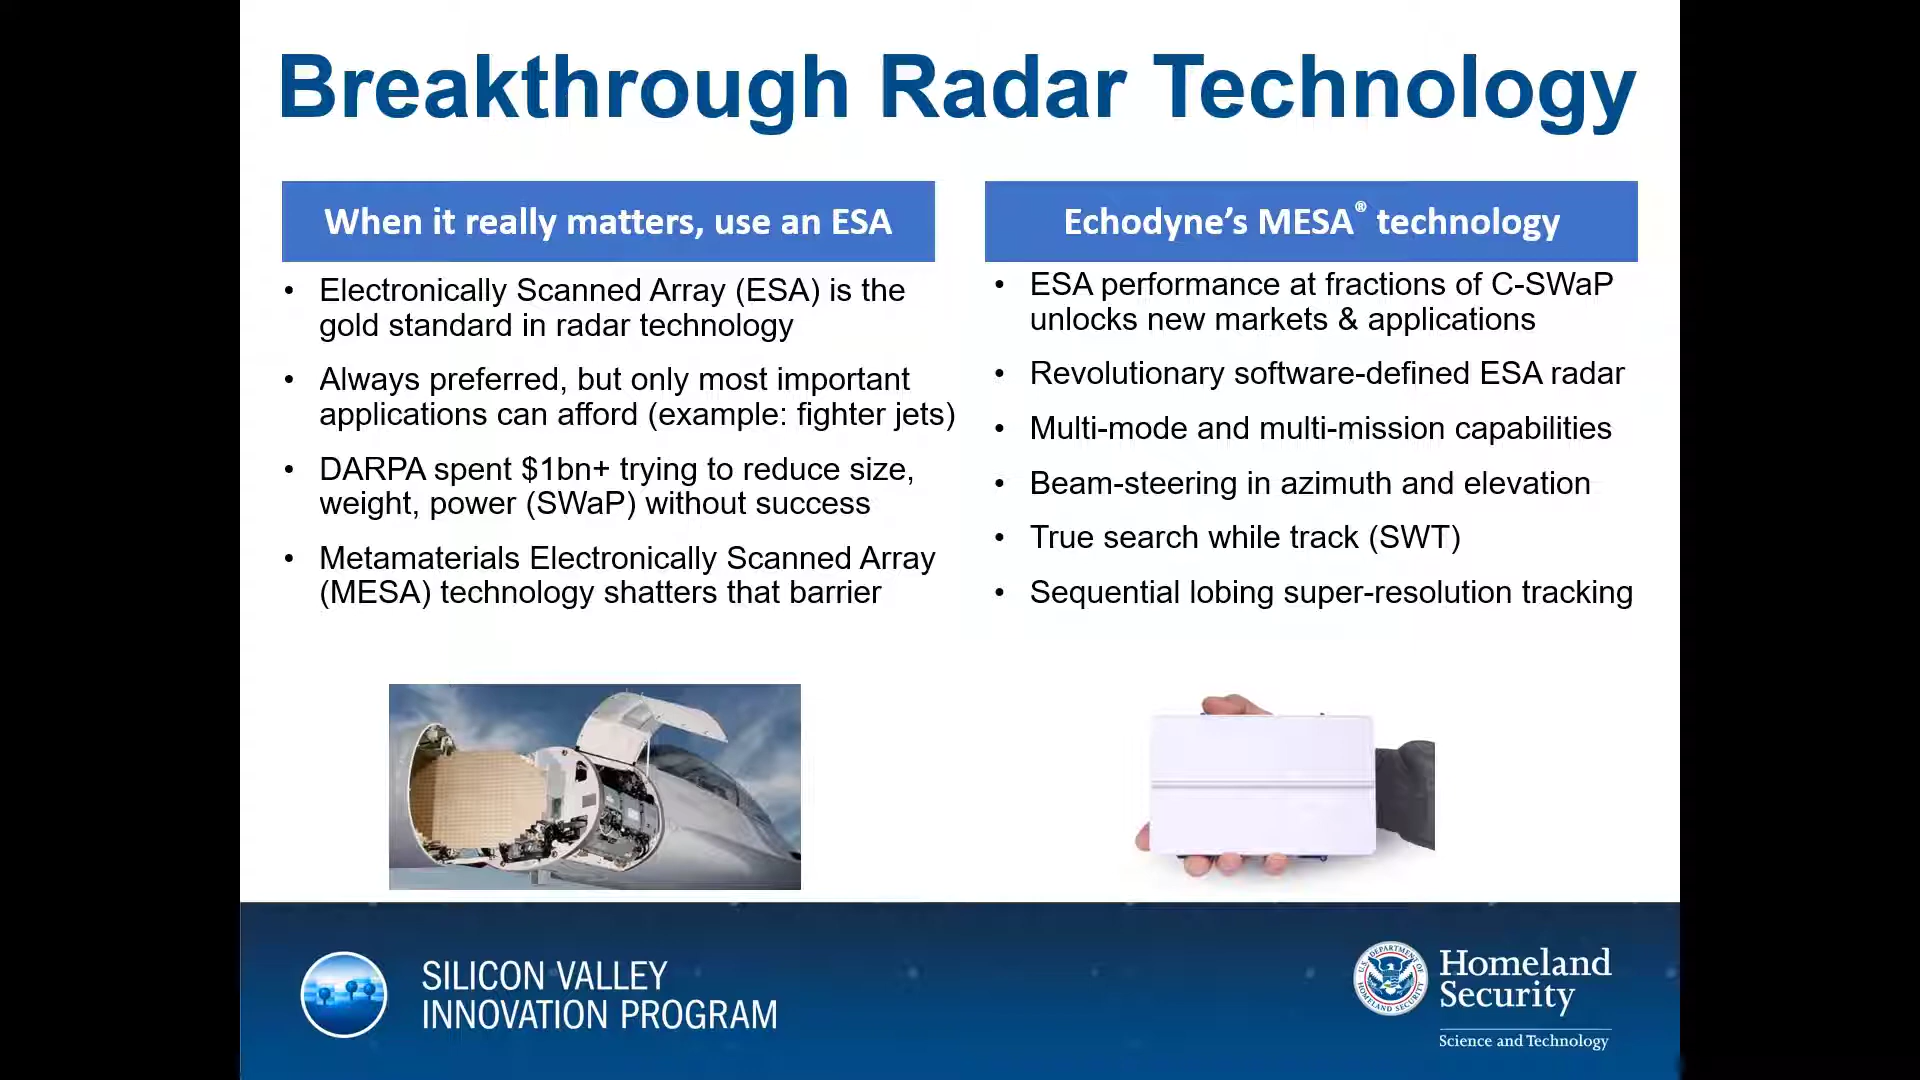 Breakthrough Radar Technology
When it really matters, use an ESA
• Electronically Scanned Array (ESA) is the
gold standard in radar technology
• Always preferred, but only most important
applications can afford (example: fighter jets)
• DARPA spent $1bn+ trying to reduce size,
weight, power (SWaP) without success
• Metamaterials Electronically Scanned Array
(MESA) technology shatters that barrier
Echodyne’s MESA® technology
• ESA performance at fractions of C-SWaP
unlocks new markets & applications
• Revolutionary software-defined ESA radar
• Multi-mode and multi-mission capabilities
• Beam-steering in azimuth and elevation
• True search while track (SWT)
• Sequential lobing super-resolution tracking
SILICON VALLEY
INNOVATION PROGRAM
U.S. DEPARTMENT OF
HOMELAND SECURITY
Homeland
Security
Science and Technology